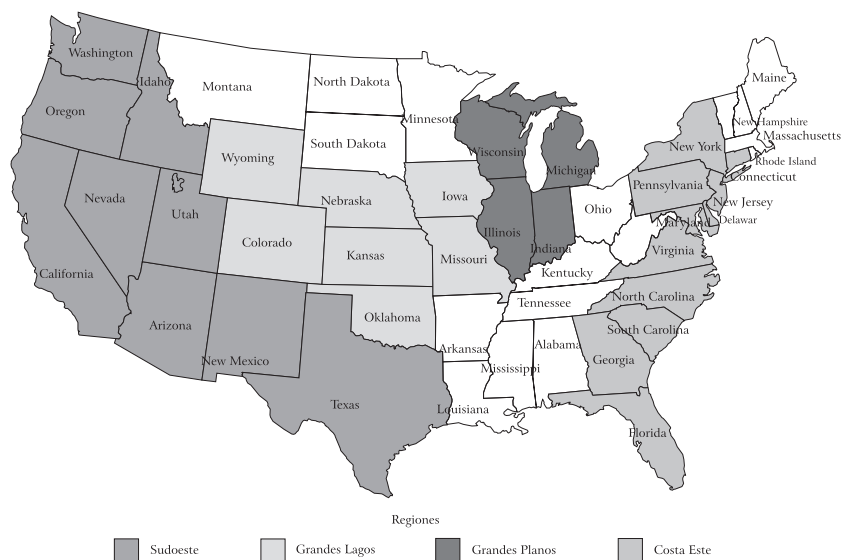 Washington
Idaho
Montana
North Dakota
Minnesota
Maine
Oregon
South Dakota
Wyoming
Wisconsin
Michigan
New York
New Hampshire
Massachusetts
Rhode Island
Connecticut
Nevada
Utah
Nebraska
Iowa
Pennsylvania
New Jersey
Ohio
Delawar
Maryland
Colorado
Kansas
Missouri
Illinois
Indiana
Virginia
California
Kentucky
Arizona
New Mexico
Oklahoma
Tennessee
North Carolina
South Carolina
Arkansas
Mississippi
Alabama
Georgia
Texas
Louisiana
Florida
Regiones
Sudoeste
Grandes Lagos
Grandes Planos
Costa Este